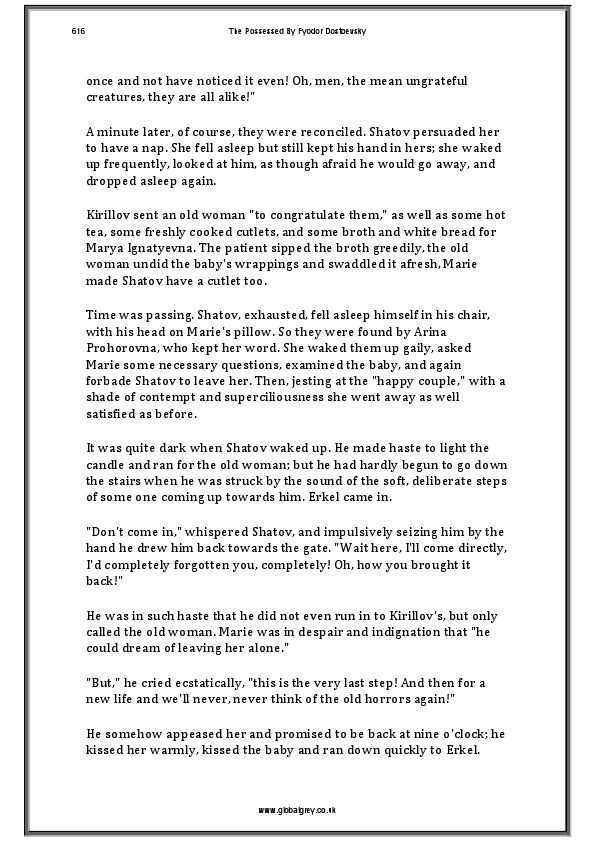 616
The Possessed By Fyodor Dostoevsky
once and not have noticed it even! Oh, men, the mean ungrateful
creatures, they are all alike!"
A minute later, of course, they were reconciled. Shatov persuaded her
to have a nap. She fell asleep but still kept his hand in hers; she waked
up frequently, looked at him, as though afraid he would go away, and
dropped asleep again.
Kirillov sent an old woman "to congratulate them," as well as some hot
tea, some freshly cooked cutlets, and some broth and white bread for
Marya Ignatyevna. The patient sipped the broth greedily, the old
woman undid the baby's wrappings and swaddled it afresh, Marie
made Shatov have a cutlet too.
Time was passing. Shatov, exhausted, fell asleep himself in his chair,
with his head on Marie's pillow. So they were found by Arina
Prohorovna, who kept her word. She waked them up gaily, asked
Marie some necessary questions, examined the baby, and again
forbade Shatov to leave her. Then, jesting at the "happy couple," with a
shade of contempt and superciliousness she went away as well
satisfied as before.
It was quite dark when Shatov waked up. He made haste to light the
candle and ran for the old woman; but he had hardly begun to go down
the stairs when he was struck by the sound of the soft, deliberate steps
of some one coming up towards him. Erkel came in.
"Don't come in," whispered Shatov, and impulsively seizing him by the
hand he drew him back towards the gate. "Wait here, I'll come directly,
I'd completely forgotten you, completely! Oh, how you brought it
back!"
He was in such haste that he did not even run in to Kirillov's, but only
called the old woman. Marie was in despair and indignation that "he
could dream of leaving her alone."
"But," he cried ecstatically, "this is the very last step! And then for a
new life and we'll never, never think of the old horrors again!"
He somehow appeased her and promised to be back at nine o'clock; he
kissed her warmly, kissed the baby and ran down quickly to Erkel.
www.globalgrey.co.uk